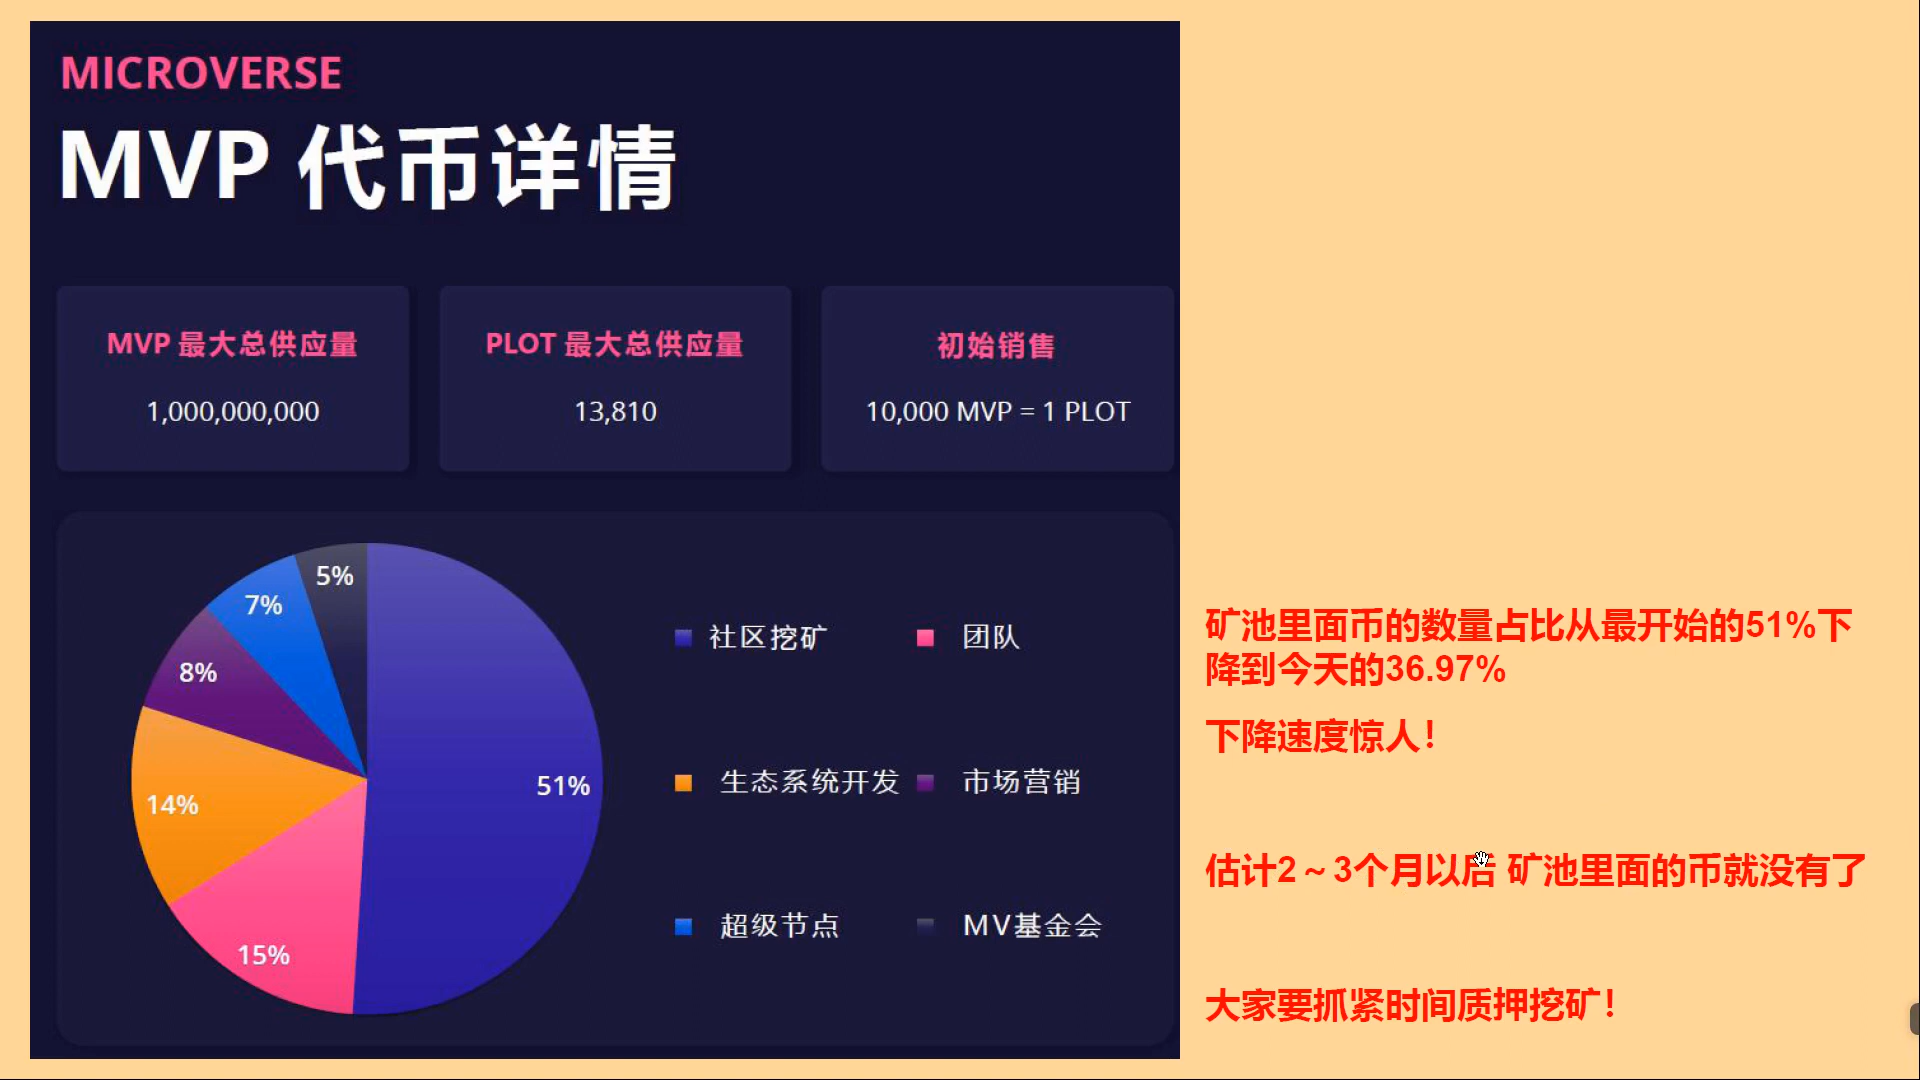 MICROVERSE
MVP 代币详情
MVP 最大总供应量
1,000,000,000
PLOT 最大总供应量
13,810
初始销售
10,000 MVP = 1 PLOT
5%
7%
8%
14%
15%
51%
社区挖矿
团队
生态系统开发
市场营销
超级节点
MV基金会
矿池里面币的数量占比从最开始的51%下
降到今天的36.97%
下降速度惊人！
估计2～3个月以后 矿池里面的币就没有了
大家要抓紧时间质押挖矿！